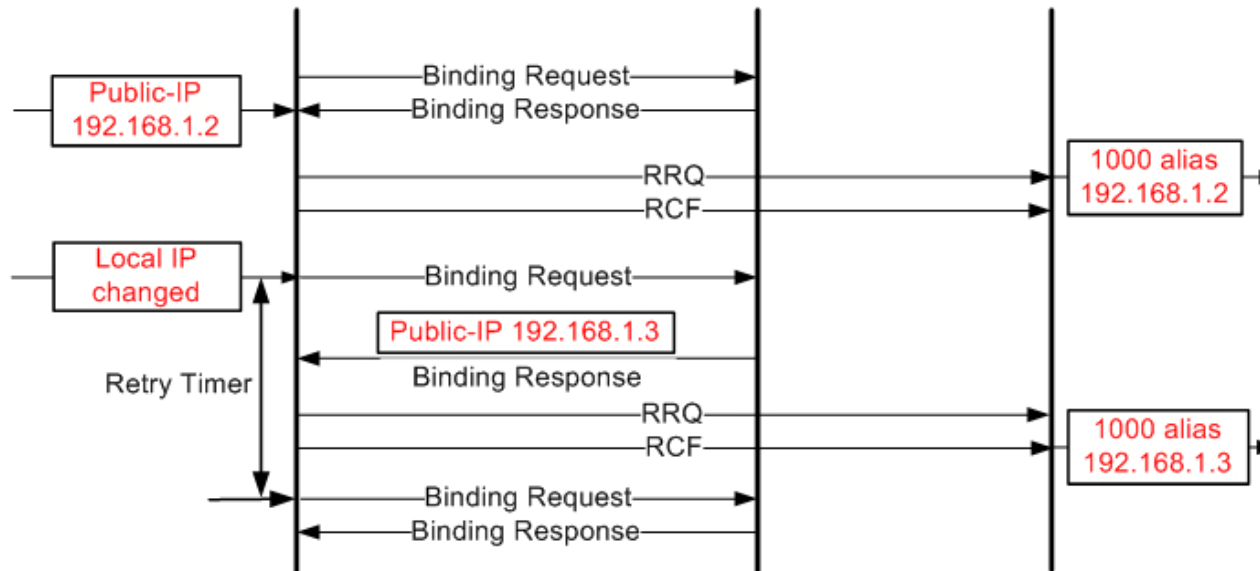 Binding Request
Public-IP
192.168.1.2
Binding Response
RRQ
1000 alias
192.168.1.2
RCF
Local IP
changed
Binding Request
Public-IP 192.168.1.3
Binding Response
Retry Timer
RRQ
RCF
1000 alias
192.168.1.3
Binding Request
Binding Response